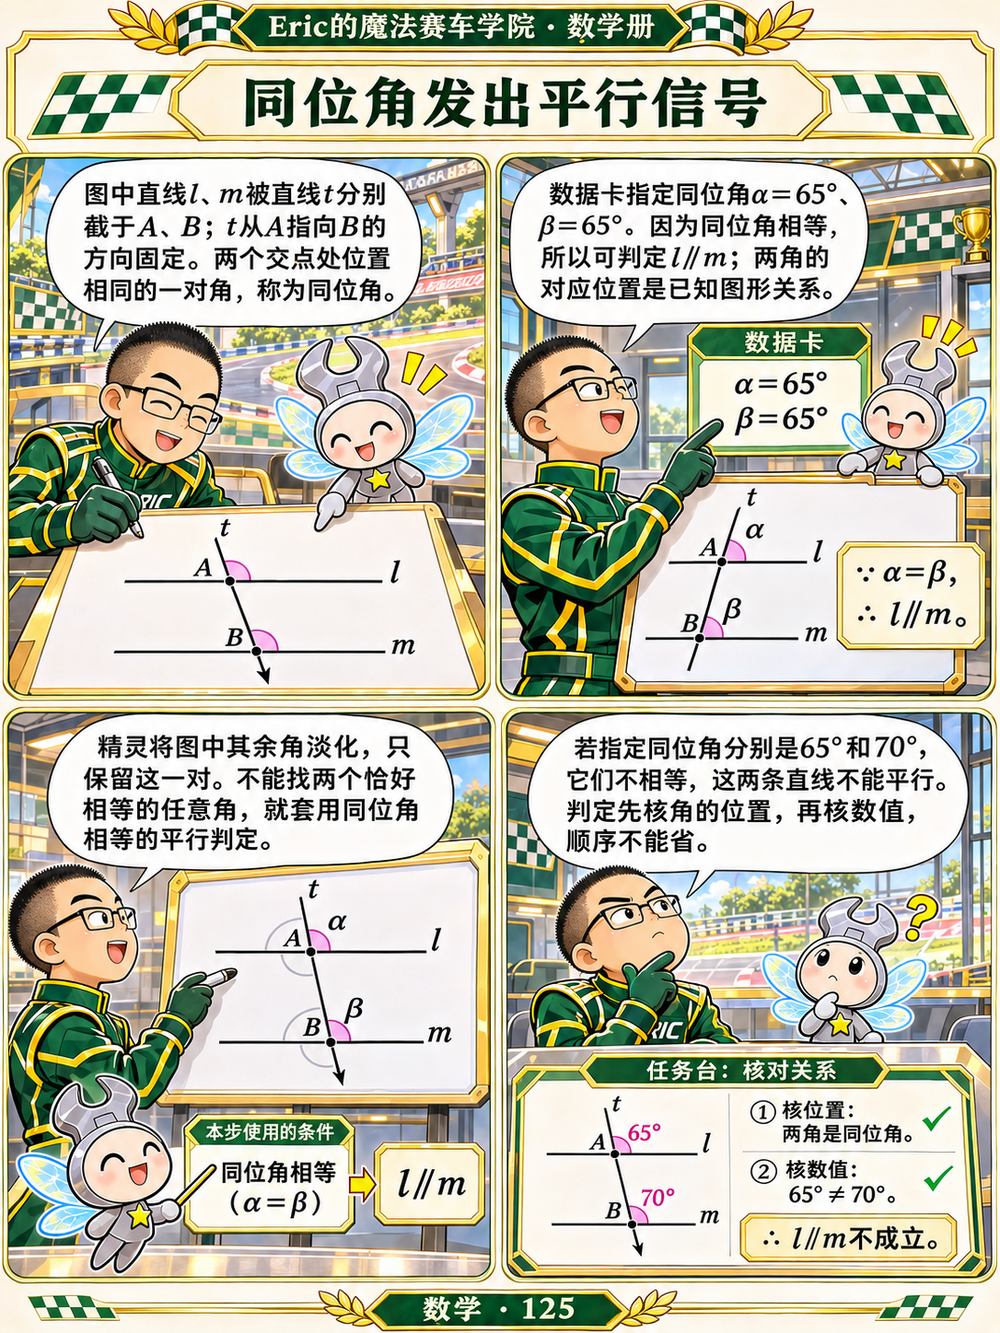 Eric的魔法赛车学院·数学册
同位角发出平行信号
图中直线l、m被直线t分别
截于A、B；t从A指向B的
方向固定。两个交点处位置
相同的一对角，称为同位角。
RIC
t
A
l
B
m
数据卡指定同位角α＝65°、
β＝65°。因为同位角相等，
所以可判定l∥m；两角的
对应位置是已知图形关系。
数据卡
α＝65°
β＝65°
t
α
A
l
β
B
m
∵ α＝β，
∴ l∥m。
精灵将图中其余角淡化，只
保留这一对。不能找两个恰好
相等的任意角，就套用同位角
相等的平行判定。
t
α
A
l
β
B
m
本步使用的条件
同位角相等
（α＝β）
l∥m
若指定同位角分别是65°和70°，
它们不相等，这两条直线不能平行。
判定先核角的位置，再核数值，
顺序不能省。
RIC
任务台：核对关系
t
65°
A
l
70°
B
m
① 核位置：
两角是同位角。
② 核数值：
65°≠70°。
∴ l∥m不成立。
数学·125